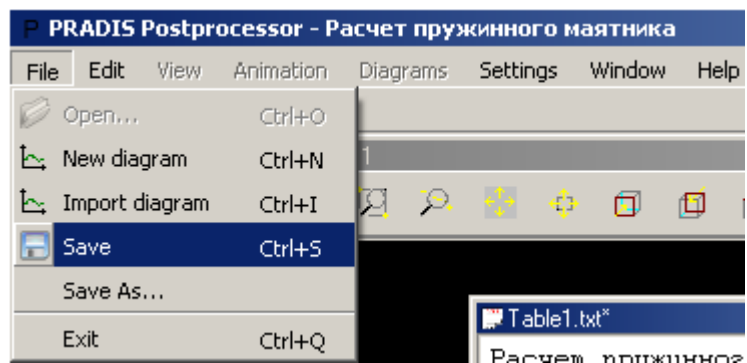 PRADIS Postprocessor - Расчет пружинного маятника
File Edit View Animation Diagrams Settings Window Help
Open... Ctrl+O
New diagram Ctrl+N
1
Import diagram Ctrl+I
Save Ctrl+S
Save As...
Exit Ctrl+Q
Table1.txt*
Расчет